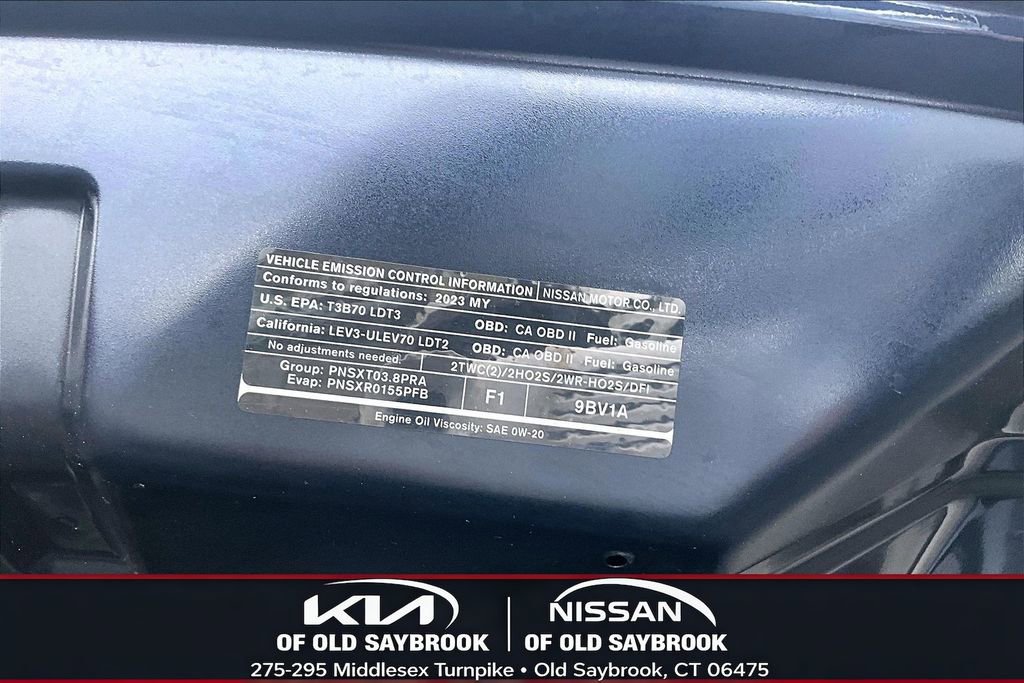 VEHICLE EMISSION CONTROL INFORMATION NISSAN MOTOR CO., LTD.
Conforms to regulations: 2023 MY
U.S. EPA: T3B70 LDT3 OBD: CA OBD II Fuel: Gasoline
California: LEV3-ULEV70 LDT2 OBD: CA OBD II Fuel: Gasoline
No adjustments needed. 2TWC(2)/2HO2S/2WR-HO2S/DFI
Group: PNSXT03.8PRA
Evap: PNSXR0155PFB F1 9BV1A
Engine Oil Viscosity: SAE 0W-20
KIA NISSAN
OF OLD SAYBROOK OF OLD SAYBROOK
275-295 Middlesex Turnpike • Old Saybrook, CT 06475